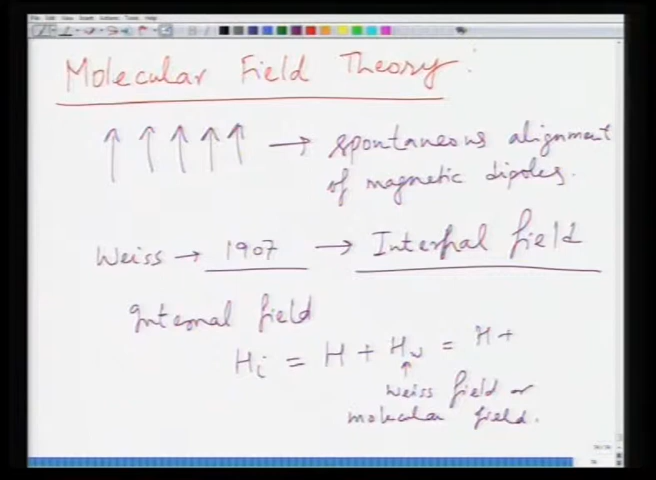 Molecular Field Theory:
↑ ↑ ↑ ↑ ↑ → spontaneous alignment
of magnetic dipoles.
Weiss → 1907 → Internal field
Internal field
Hi = H + Hw = H +
↑
Weiss field or
molecular field.